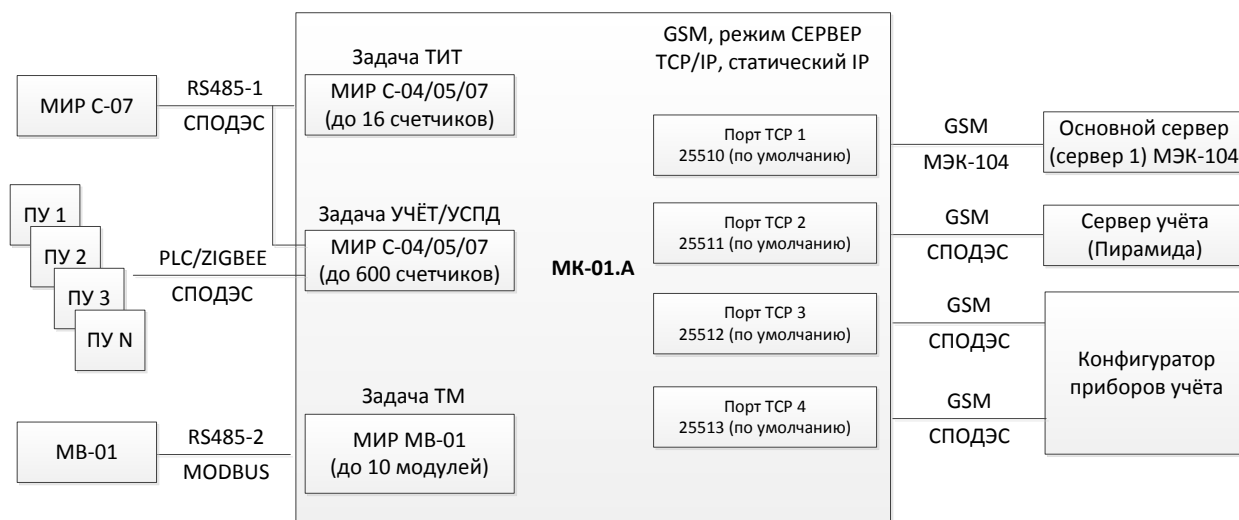 GSM, режим СЕРВЕР
TCP/IP, статический IP
Задача ТИТ
МИР С-07
RS485-1
СПОДЭС
МИР С-04/05/07
(до 16 счетчиков)
Порт TCP 1
25510 (по умолчанию)
GSM
МЭК-104
Основной сервер
(сервер 1) МЭК-104
ПУ 1
ПУ 2
ПУ 3
ПУ N
PLC/ZIGBEE
СПОДЭС
Задача УЧЁТ/УСПД
МИР С-04/05/07
(до 600 счетчиков)
МК-01.А
Порт TCP 2
25511 (по умолчанию)
GSM
СПОДЭС
Сервер учёта
(Пирамида)
Порт TCP 3
25512 (по умолчанию)
GSM
СПОДЭС
Конфигуратор
приборов учёта
Задача ТМ
МВ-01
RS485-2
MODBUS
МИР МВ-01
(до 10 модулей)
Порт TCP 4
25513 (по умолчанию)
GSM
СПОДЭС